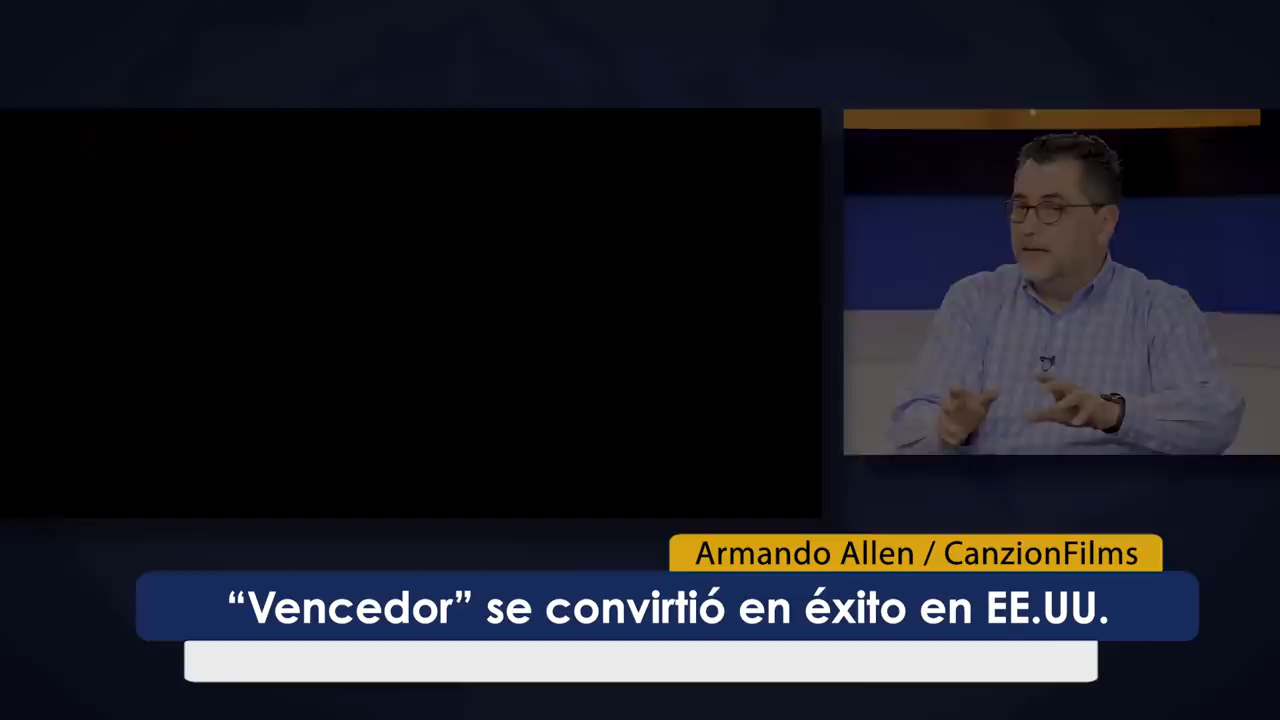 Armando Allen / CanzionFilms
“Vencedor” se convirtió en éxito en EE.UU.